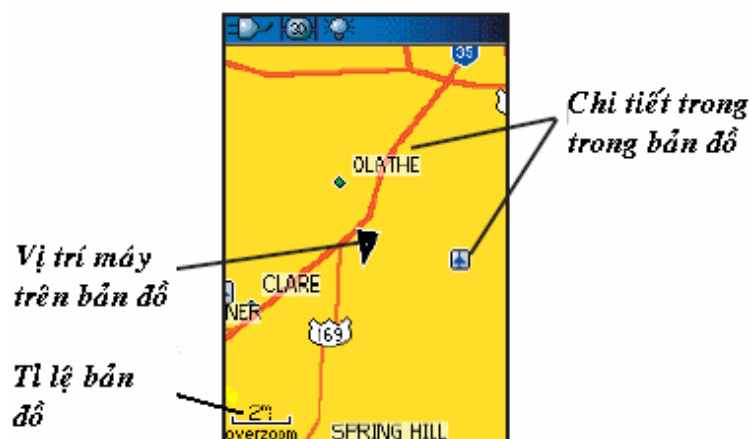 35
Chi tiết trong
trong bản đồ
OLATHE
Vị trí máy
trên bản đồ
CLARE
NER
169
Tỉ lệ bản
đồ
overzoom
SPRING HILL